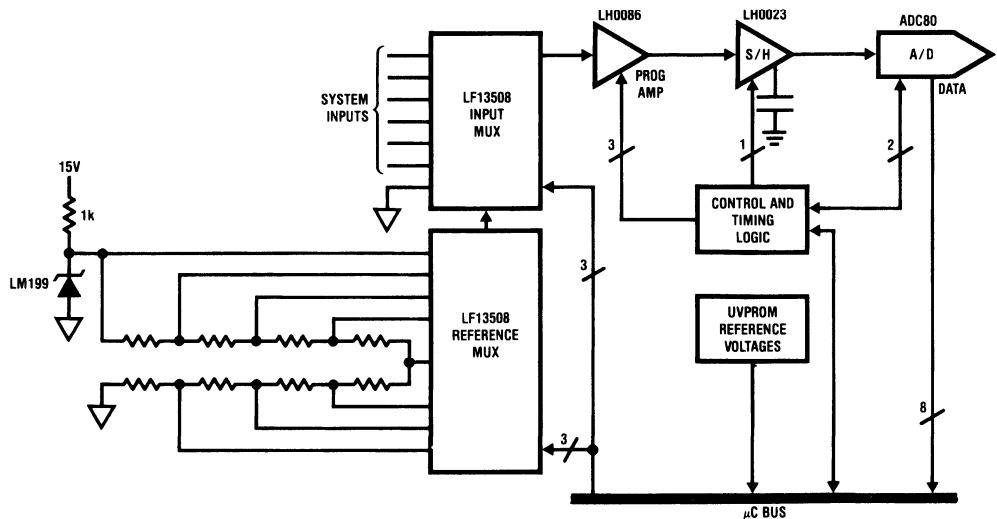 LH0086
LH0023
ADC80
SYSTEM
INPUTS
LF13508
INPUT
MUX
PROG
AMP
S/H
A/D
DATA
3
1
2
15V
1k
LM199
CONTROL AND
TIMING
LOGIC
3
LF13508
REFERENCE
MUX
UVPROM
REFERENCE
VOLTAGES
8
3
μC BUS